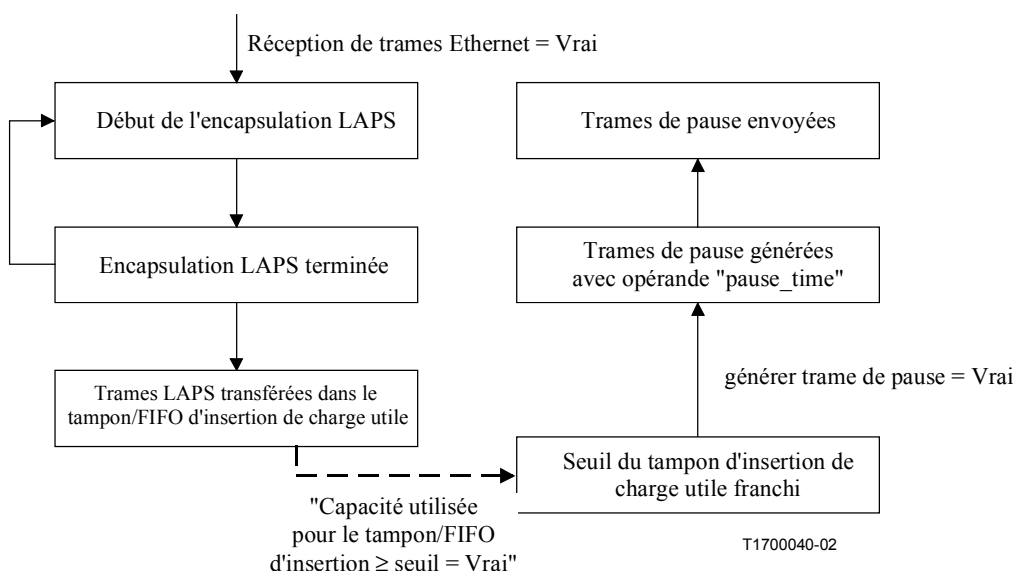 Réception de trames Ethernet = Vrai
Début de l'encapsulation LAPS
Encapsulation LAPS terminée
Trames LAPS transférées dans le
tampon/FIFO d'insertion de charge utile
"Capacité utilisée
pour le tampon/FIFO
d'insertion ≥ seuil = Vrai"
Seuil du tampon d'insertion de
charge utile franchi
générer trame de pause = Vrai
Trames de pause générées
avec opérande "pause_time"
Trames de pause envoyées
T1700040-02